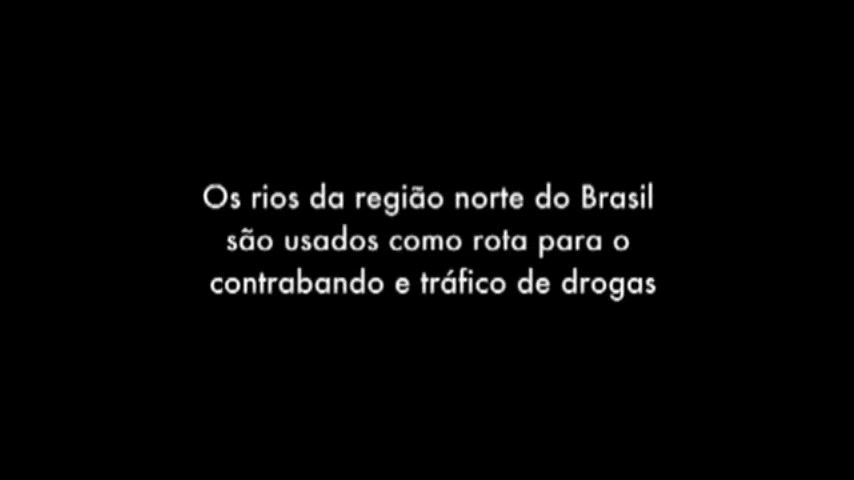 Os rios da região norte do Brasil
são usados como rota para o
contrabando e tráfico de drogas